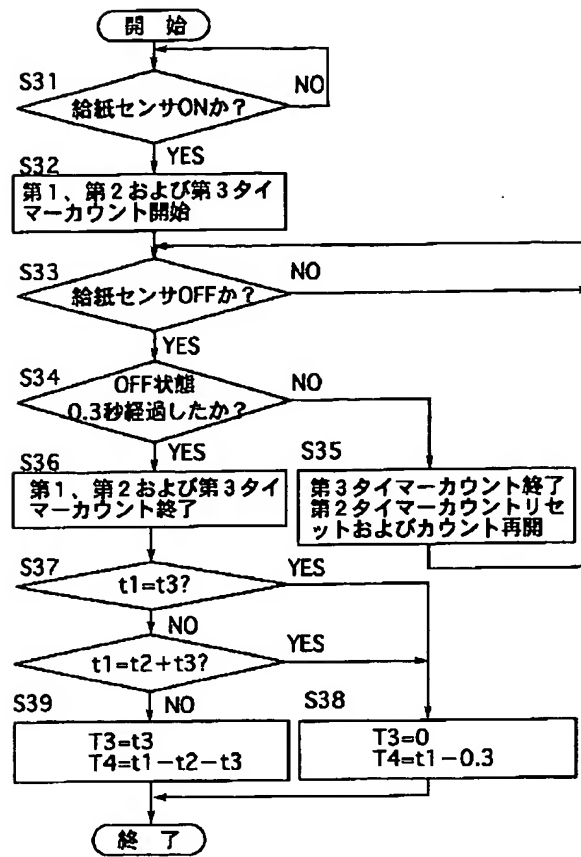 開 始
S31
給紙センサONか？
NO
YES
S32
第1、第2および第3タイ
マーカウント開始
S33
給紙センサOFFか？
NO
YES
S34
OFF状態
0.3秒経過したか？
NO
YES
S35
第3タイマーカウント終了
第2タイマーカウントリセ
ットおよびカウント再開
S36
第1、第2および第3タイ
マーカウント終了
S37
t1=t3?
YES
NO
t1=t2+t3?
YES
NO
S39
T3=t3
T4=t1-t2-t3
S38
T3=0
T4=t1-0.3
終 了